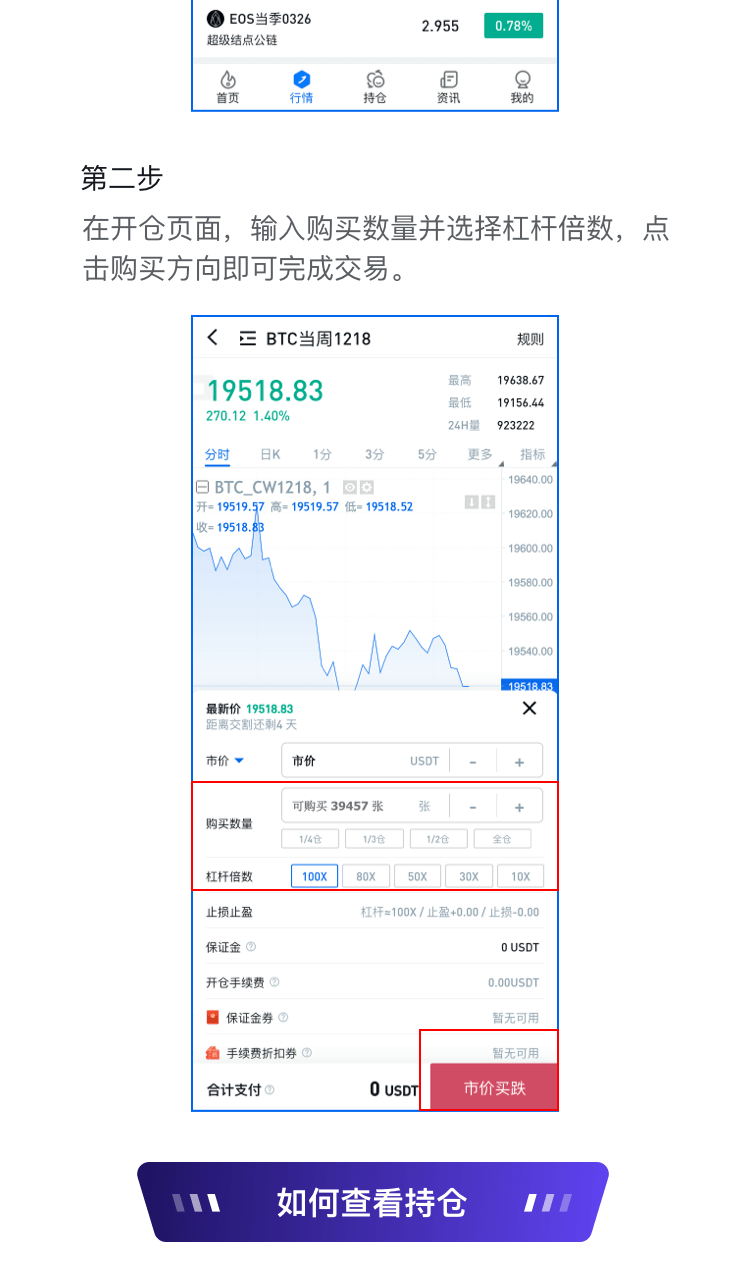 EOS当季0326
超级结点公链
2.955
0.78%
首页 行情 持仓 资讯 我的
第二步
在开仓页面，输入购买数量并选择杠杆倍数，点
击购买方向即可完成交易。
BTC当周1218
规则
19518.83
270.12 1.40%
最高 19638.67
最低 19156.44
24H量 923222
分时 日K 1分 3分 5分 更多 指标
BTC_CW1218, 1
开= 19519.57 高= 19519.57 低= 19518.52
收= 19518.83
19640.00
19620.00
19600.00
19580.00
19560.00
19540.00
19518.83
最新价 19518.83
距离交割还剩4 天
市价 市价 USDT - +
购买数量 可购买 39457 张 张 - +
1/4仓 1/3仓 1/2仓 全仓
杠杆倍数 100X 80X 50X 30X 10X
止损止盈 杠杆≈100X / 止盈+0.00 / 止损-0.00
保证金 ? 0 USDT
开仓手续费 ? 0.00USDT
保证金券 ? 暂无可用
手续费折扣券 ? 暂无可用
合计支付 ? 0 USDT 市价买跌
如何查看持仓